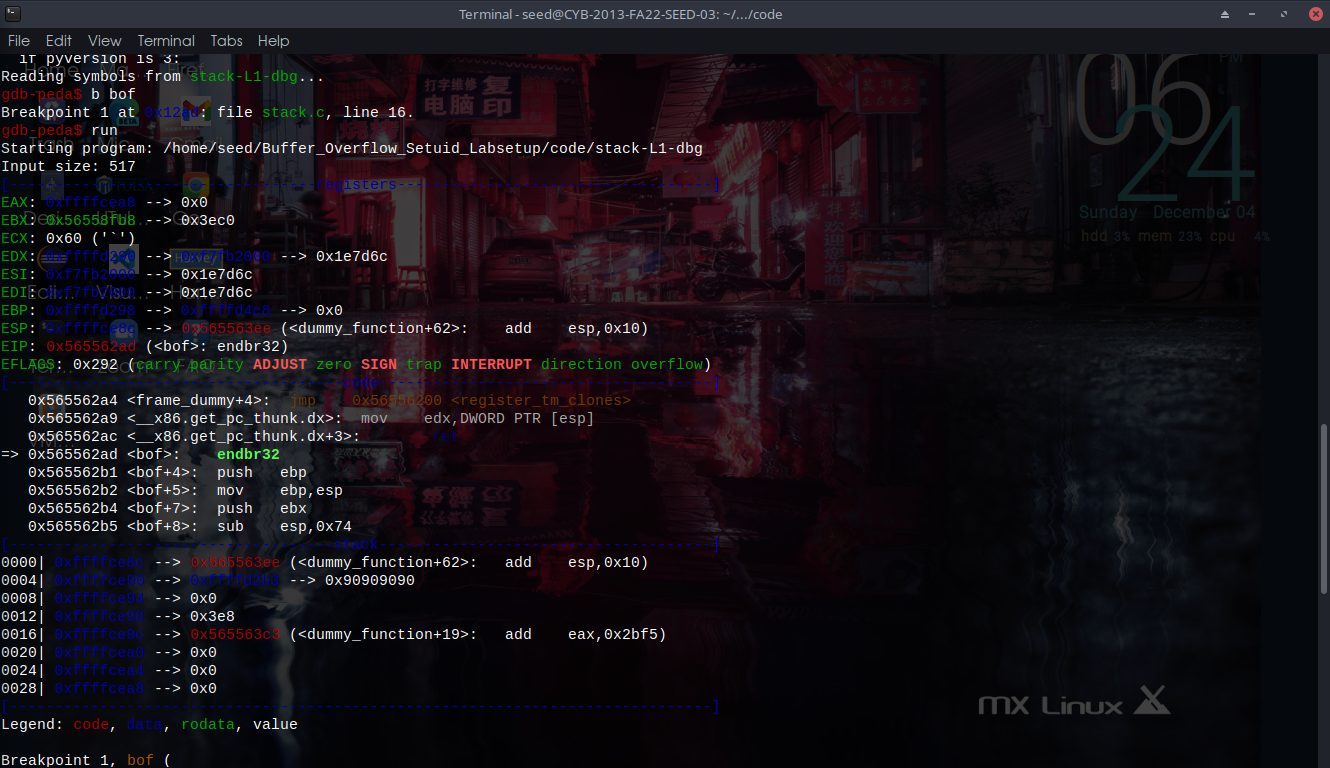 Terminal - seed@CYB-2013-FA22-SEED-03: ~/.../code
File Edit View Terminal Tabs Help
if pyversion is 3:
Reading symbols from stack-L1-dbg...
gdb-peda$ b bof
Breakpoint 1 at 0x12ad: file stack.c, line 16.
gdb-peda$ run
Starting program: /home/seed/Buffer_Overflow_Setuid_Labsetup/code/stack-L1-dbg
Input size: 517
[----------------------------------registers-----------------------------------]
EAX: 0xffffcea8 --> 0x0
EBX: 0x56558fb8 --> 0x3ec0
ECX: 0x60 ('`')
EDX: --> --> 0x1e7d6c
ESI: 0xf7fb2000 --> 0x1e7d6c
EDI: 0xf7fb2000 --> 0x1e7d6c
EBP: 0xffffd298 --> 0xffffd4c8 --> 0x0
ESP: 0xffffce8c --> 0x565563ee (<dummy_function+62>: add esp,0x10)
EIP: 0x565562ad (<bof>: endbr32)
EFLAGS: 0x292 (carry parity ADJUST zero SIGN trap INTERRUPT direction overflow)
[-------------------------------------code-------------------------------------]
0x565562a4 <frame_dummy+4>: jmp 0x56556200 <register_tm_clones>
0x565562a9 <__x86.get_pc_thunk.dx>: mov edx,DWORD PTR [esp]
0x565562ac <__x86.get_pc_thunk.dx+3>: ret
=> 0x565562ad <bof>: endbr32
0x565562b1 <bof+4>: push ebp
0x565562b2 <bof+5>: mov ebp,esp
0x565562b4 <bof+7>: push ebx
0x565562b5 <bof+8>: sub esp,0x74
[------------------------------------stack-------------------------------------]
0000| 0xffffce8c --> 0x565563ee (<dummy_function+62>: add esp,0x10)
0004| 0xffffce90 --> --> 0x90909090
0008| 0xffffce94 --> 0x0
0012| 0xffffce98 --> 0x3e8
0016| 0xffffce9c --> 0x565563c3 (<dummy_function+19>: add eax,0x2bf5)
0020| 0xffffcea0 --> 0x0
0024| 0xffffcea4 --> 0x0
0028| 0xffffcea8 --> 0x0
[------------------------------------------------------------------------------]
Legend: code, data, rodata, value
Breakpoint 1, bof (
PM
06
24
Sunday December 04
hdd 3% mem 23% cpu 4%
打字维修
电脑
复印
MX Linux